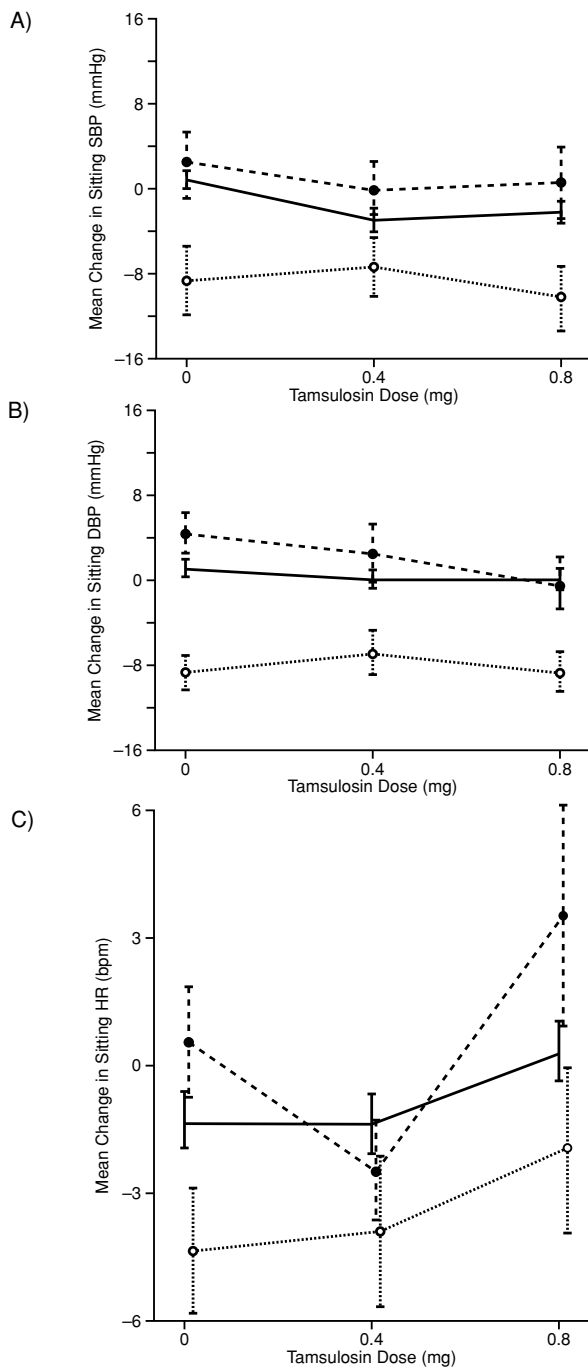 A)
Mean Change in Sitting SBP (mmHg)
16
8
0
–8
–16
0
0.4
0.8
Tamsulosin Dose (mg)
B)
Mean Change in Sitting DBP (mmHg)
16
8
0
–8
–16
0
0.4
0.8
Tamsulosin Dose (mg)
C)
Mean Change in Sitting HR (bpm)
6
3
0
–3
–6
0
0.4
0.8
Tamsulosin Dose (mg)